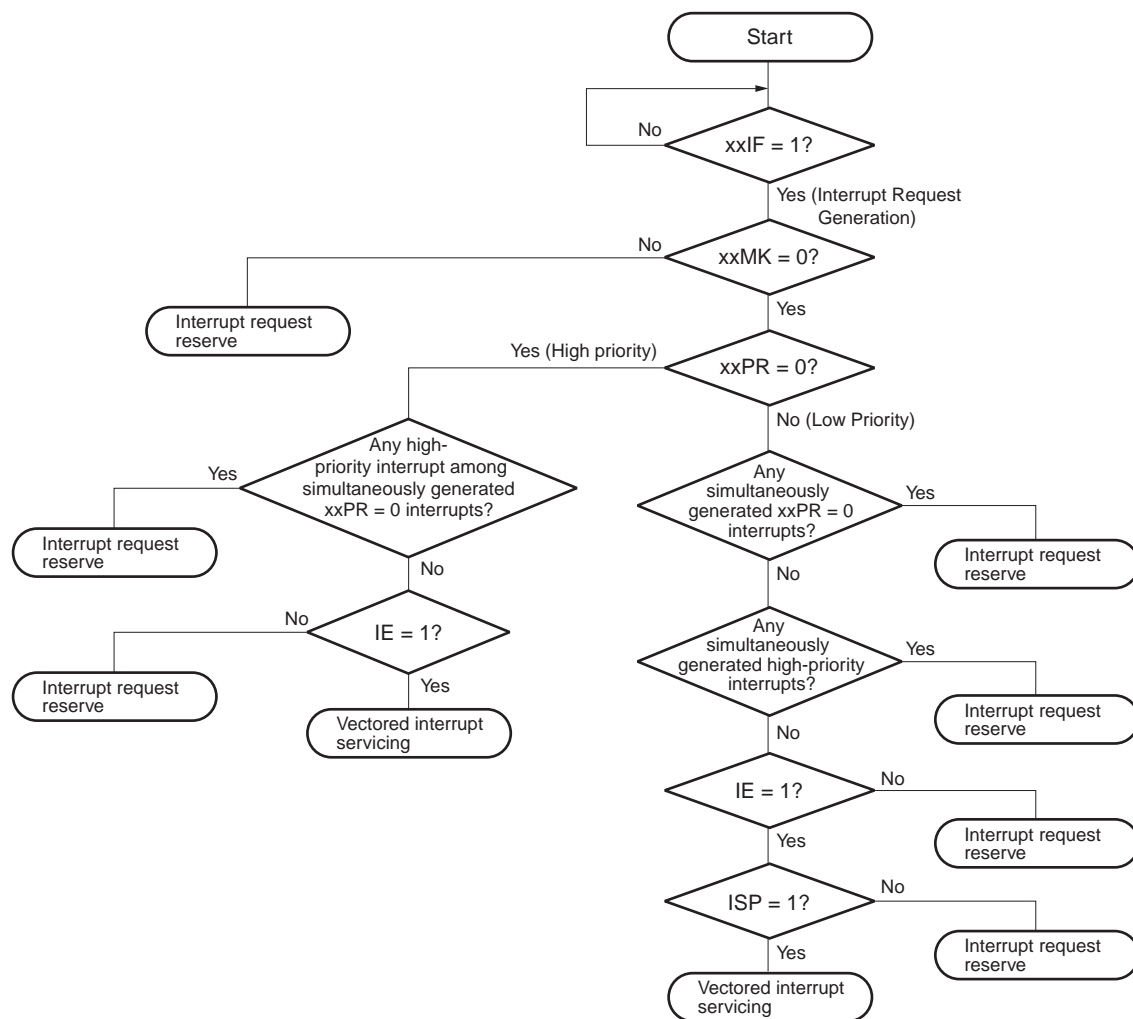 Start
No
xxIF = 1?
Yes (Interrupt Request
Generation)
No
xxMK = 0?
Interrupt request
reserve
Yes
Yes (High priority)
xxPR = 0?
No (Low Priority)
Any high-
priority interrupt among
simultaneously generated
xxPR = 0 interrupts?
Yes
Interrupt request
reserve
No
Any
simultaneously
generated xxPR = 0
interrupts?
Yes
Interrupt request
reserve
No
No
IE = 1?
Interrupt request
reserve
Yes
Vectored interrupt
servicing
Any
simultaneously
generated high-priority
interrupts?
Yes
Interrupt request
reserve
No
IE = 1?
No
Interrupt request
reserve
Yes
ISP = 1?
No
Interrupt request
reserve
Yes
Vectored interrupt
servicing